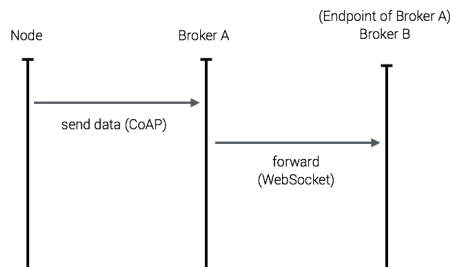 (Endpoint of Broker A)
Node
Broker A
Broker B
send data (CoAP)
forward
(WebSocket)